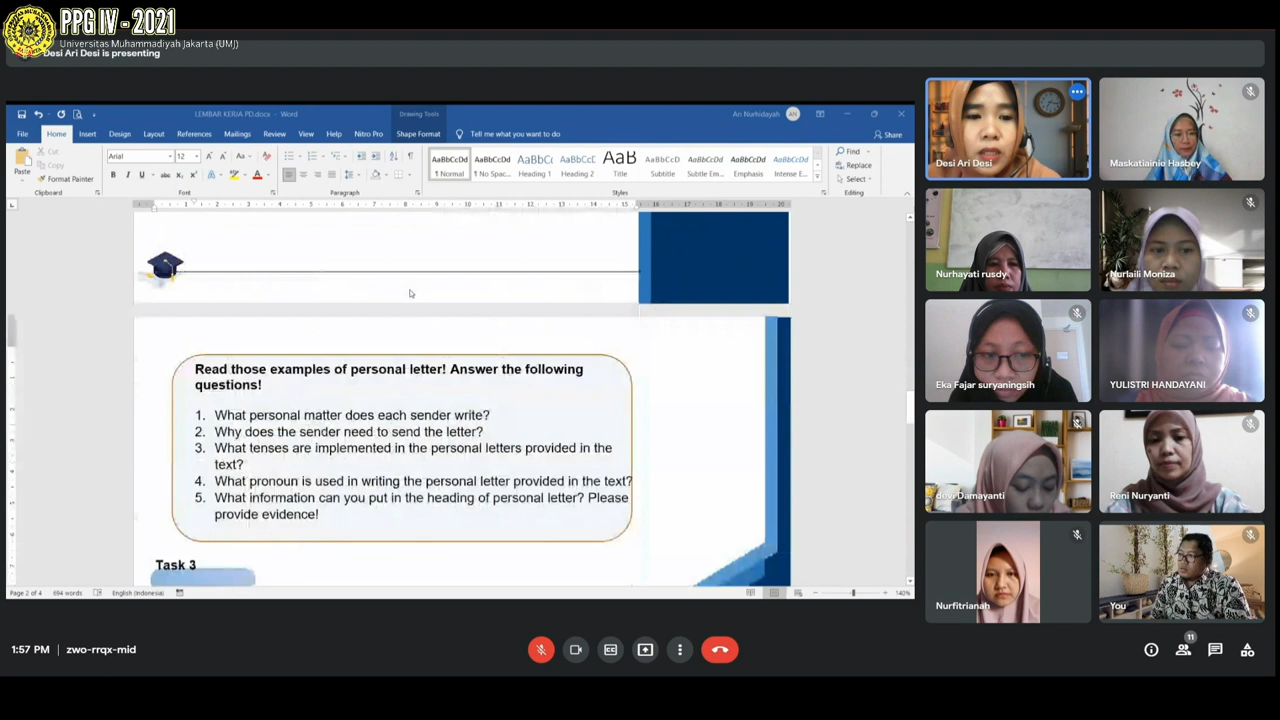 PPG IV - 2021
Universitas Muhammadiyah Jakarta (UMJ)
Desi Ari Desi is presenting
LEMBAR KERJA PD.docx - Word
Drawing Tools
Ari Nurhidayah
AN
File
Home
Insert
Design
Layout
References
Mailings
Review
View
Help
Nitro Pro
Shape Format
Tell me what you want to do
Share
Paste
Cut
Copy
Format Painter
Clipboard
Arial
12
Font
Paragraph
AaBbCcDd
¶ Normal
AaBbCcDd
¶ No Spac...
AaBbCc
Heading 1
AaBbCcD
Heading 2
AaB
Title
AaBbCcD
Subtitle
AaBbCcDd
Subtle Em...
AaBbCcDd
Emphasis
AaBbCcDd
Intense E...
Styles
Find
Replace
Select
Editing
Read those examples of personal letter! Answer the following
questions!
1. What personal matter does each sender write?
2. Why does the sender need to send the letter?
3. What tenses are implemented in the personal letters provided in the
text?
4. What pronoun is used in writing the personal letter provided in the text?
5. What information can you put in the heading of personal letter? Please
provide evidence!
Task 3
Page 2 of 4
694 words
English (Indonesia)
140%
Desi Ari Desi
Maskatiainie Hasbey
Nurhayati rusdy
Nurlaili Moniza
Eka Fajar suryaningsih
YULISTRI HANDAYANI
devi Damayanti
Reni Nuryanti
Nurfitrianah
You
1:57 PM | zwo-rrqx-mid
11